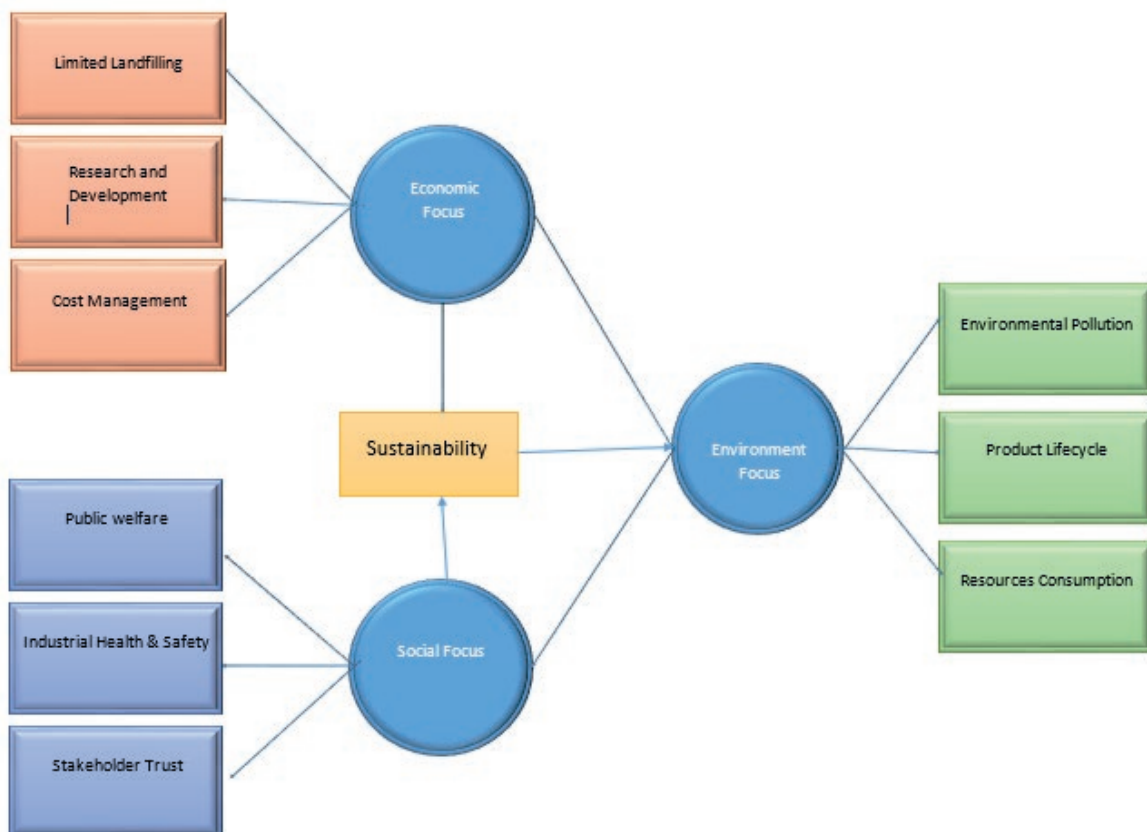 Limited Landfilling
Research and
Development
Cost Management
Economic
Focus
Sustainability
Environment
Focus
Environmental Pollution
Product Lifecycle
Resources Consumption
Public welfare
Industrial Health & Safety
Stakeholder Trust
Social Focus